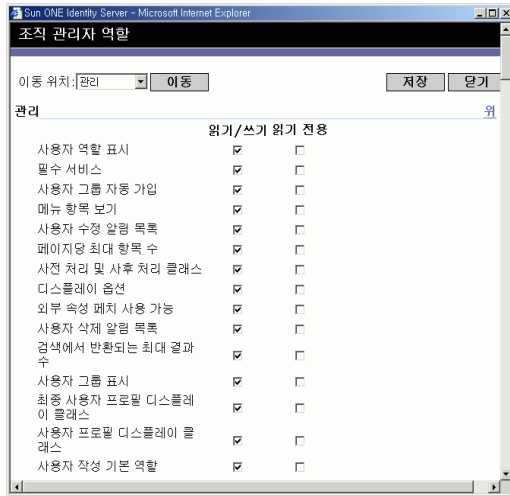 Sun ONE Identity Server - Microsoft Internet Explorer
조직 관리자 역할
이동 위치: 관리 이동 저장 닫기
관리 위
읽기/쓰기 읽기 전용
사용자 역할 표시
필수 서비스
사용자 그룹 자동 가입
메뉴 항목 보기
사용자 수정 알림 목록
페이지당 최대 항목 수
사전 처리 및 사후 처리 클래스
디스플레이 옵션
외부 속성 페치 사용 가능
사용자 삭제 알림 목록
검색에서 반환되는 최대 결과
수
사용자 그룹 표시
최종 사용자 프로필 디스플레
이 클래스
사용자 프로필 디스플레이 클
래스
사용자 작성 기본 역할